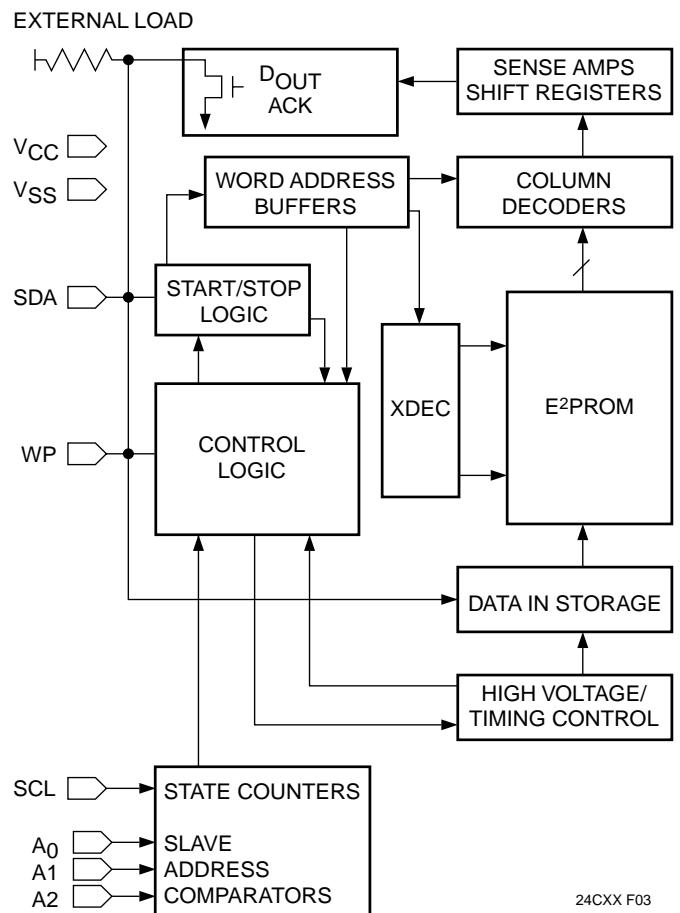 EXTERNAL LOAD
DOUT
ACK
SENSE AMPS
SHIFT REGISTERS
VCC
VSS
WORD ADDRESS
BUFFERS
COLUMN
DECODERS
SDA
START/STOP
LOGIC
XDEC
E2PROM
WP
CONTROL
LOGIC
DATA IN STORAGE
HIGH VOLTAGE/
TIMING CONTROL
SCL
STATE COUNTERS
A0
SLAVE
A1
ADDRESS
A2
COMPARATORS
24CXX F03